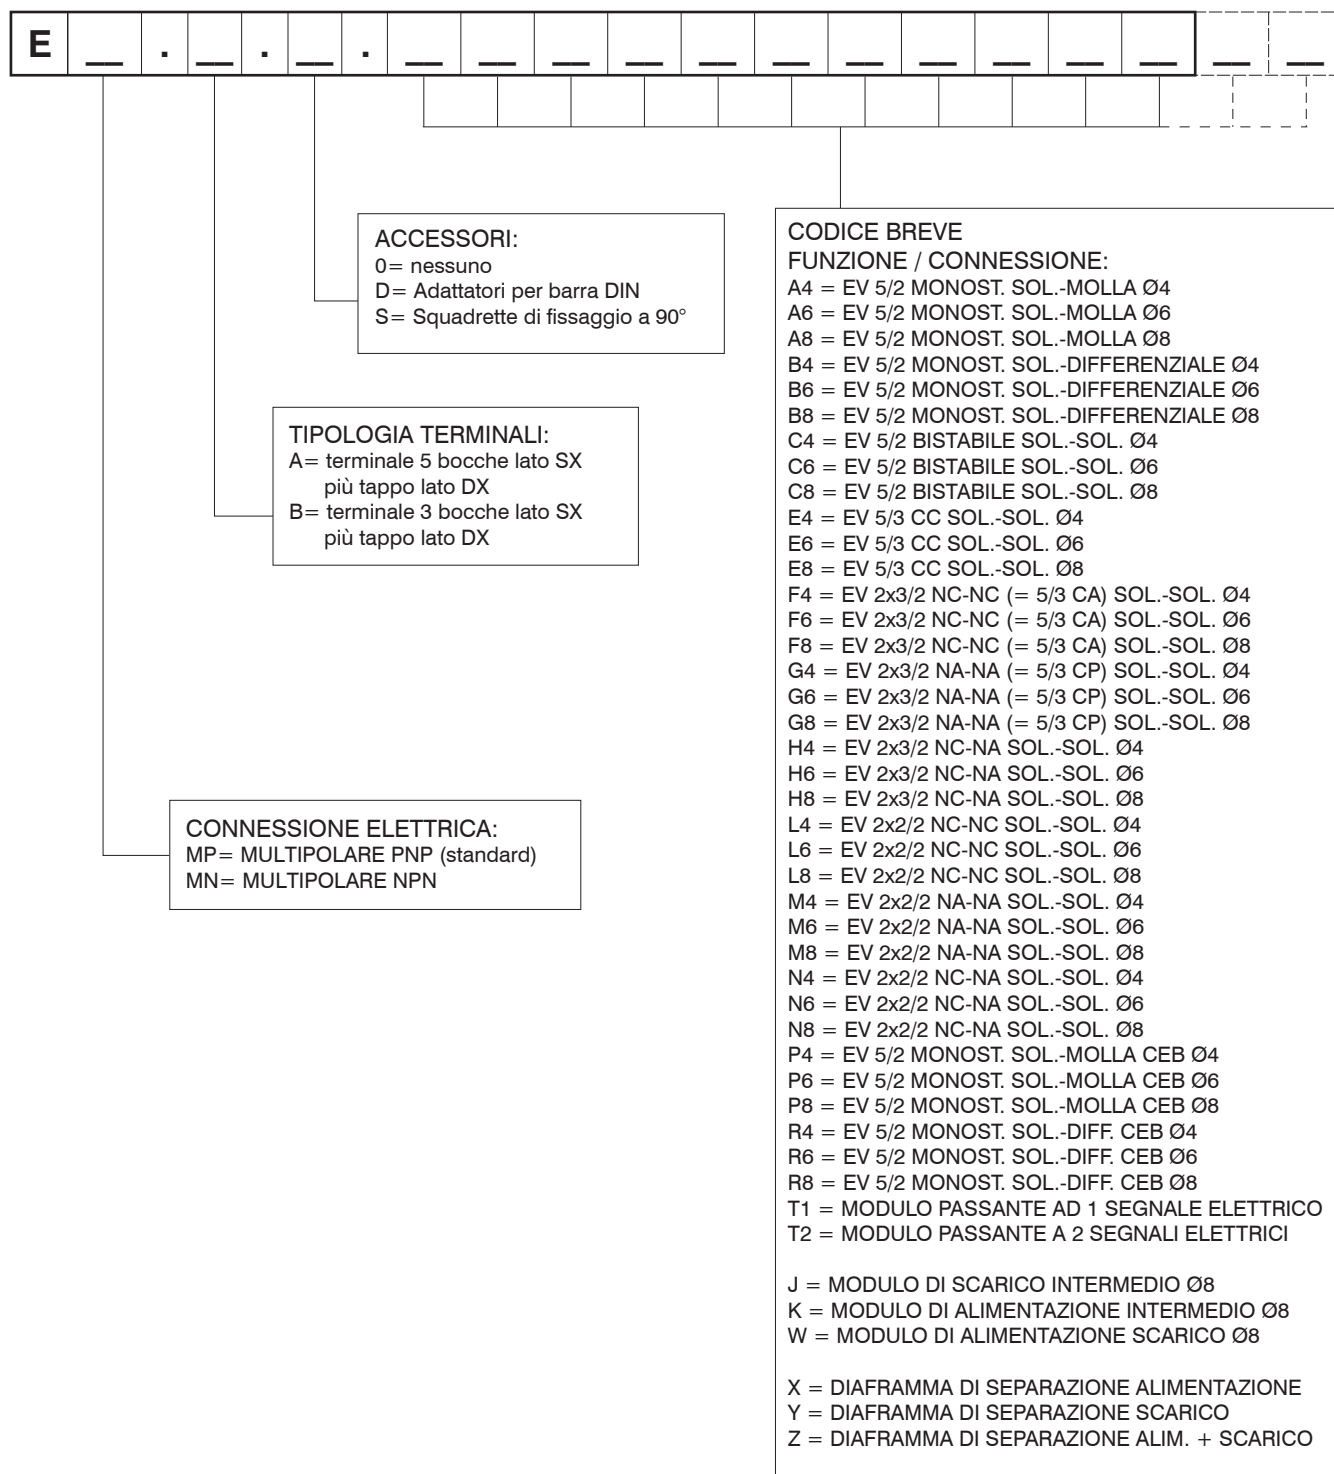 E __ . __ . __ . __ __ __ __ __ __ __ __ __ __ __ __ __
ACCESSORI:
0= nessuno
D= Adattatori per barra DIN
S= Squadrette di fissaggio a 90°
TIPOLOGIA TERMINALI:
A= terminale 5 bocche lato SX
più tappo lato DX
B= terminale 3 bocche lato SX
più tappo lato DX
CONNESSIONE ELETTRICA:
MP= MULTIPOLARE PNP (standard)
MN= MULTIPOLARE NPN
CODICE BREVE
FUNZIONE / CONNESSIONE:
A4 = EV 5/2 MONOST. SOL.-MOLLA Ø4
A6 = EV 5/2 MONOST. SOL.-MOLLA Ø6
A8 = EV 5/2 MONOST. SOL.-MOLLA Ø8
B4 = EV 5/2 MONOST. SOL.-DIFFERENZIALE Ø4
B6 = EV 5/2 MONOST. SOL.-DIFFERENZIALE Ø6
B8 = EV 5/2 MONOST. SOL.-DIFFERENZIALE Ø8
C4 = EV 5/2 BISTABILE SOL.-SOL. Ø4
C6 = EV 5/2 BISTABILE SOL.-SOL. Ø6
C8 = EV 5/2 BISTABILE SOL.-SOL. Ø8
E4 = EV 5/3 CC SOL.-SOL. Ø4
E6 = EV 5/3 CC SOL.-SOL. Ø6
E8 = EV 5/3 CC SOL.-SOL. Ø8
F4 = EV 2x3/2 NC-NC (= 5/3 CA) SOL.-SOL. Ø4
F6 = EV 2x3/2 NC-NC (= 5/3 CA) SOL.-SOL. Ø6
F8 = EV 2x3/2 NC-NC (= 5/3 CA) SOL.-SOL. Ø8
G4 = EV 2x3/2 NA-NA (= 5/3 CP) SOL.-SOL. Ø4
G6 = EV 2x3/2 NA-NA (= 5/3 CP) SOL.-SOL. Ø6
G8 = EV 2x3/2 NA-NA (= 5/3 CP) SOL.-SOL. Ø8
H4 = EV 2x3/2 NC-NA SOL.-SOL. Ø4
H6 = EV 2x3/2 NC-NA SOL.-SOL. Ø6
H8 = EV 2x3/2 NC-NA SOL.-SOL. Ø8
L4 = EV 2x2/2 NC-NC SOL.-SOL. Ø4
L6 = EV 2x2/2 NC-NC SOL.-SOL. Ø6
L8 = EV 2x2/2 NC-NC SOL.-SOL. Ø8
M4 = EV 2x2/2 NA-NA SOL.-SOL. Ø4
M6 = EV 2x2/2 NA-NA SOL.-SOL. Ø6
M8 = EV 2x2/2 NA-NA SOL.-SOL. Ø8
N4 = EV 2x2/2 NC-NA SOL.-SOL. Ø4
N6 = EV 2x2/2 NC-NA SOL.-SOL. Ø6
N8 = EV 2x2/2 NC-NA SOL.-SOL. Ø8
P4 = EV 5/2 MONOST. SOL.-MOLLA CEB Ø4
P6 = EV 5/2 MONOST. SOL.-MOLLA CEB Ø6
P8 = EV 5/2 MONOST. SOL.-MOLLA CEB Ø8
R4 = EV 5/2 MONOST. SOL.-DIFF. CEB Ø4
R6 = EV 5/2 MONOST. SOL.-DIFF. CEB Ø6
R8 = EV 5/2 MONOST. SOL.-DIFF. CEB Ø8
T1 = MODULO PASSANTE AD 1 SEGNALE ELETTRICO
T2 = MODULO PASSANTE A 2 SEGNALI ELETTRICI
J = MODULO DI SCARICO INTERMEDIO Ø8
K = MODULO DI ALIMENTAZIONE INTERMEDIO Ø8
W = MODULO DI ALIMENTAZIONE SCARICO Ø8
X = DIAFRAMMA DI SEPARAZIONE ALIMENTAZIONE
Y = DIAFRAMMA DI SEPARAZIONE SCARICO
Z = DIAFRAMMA DI SEPARAZIONE ALIM. + SCARICO